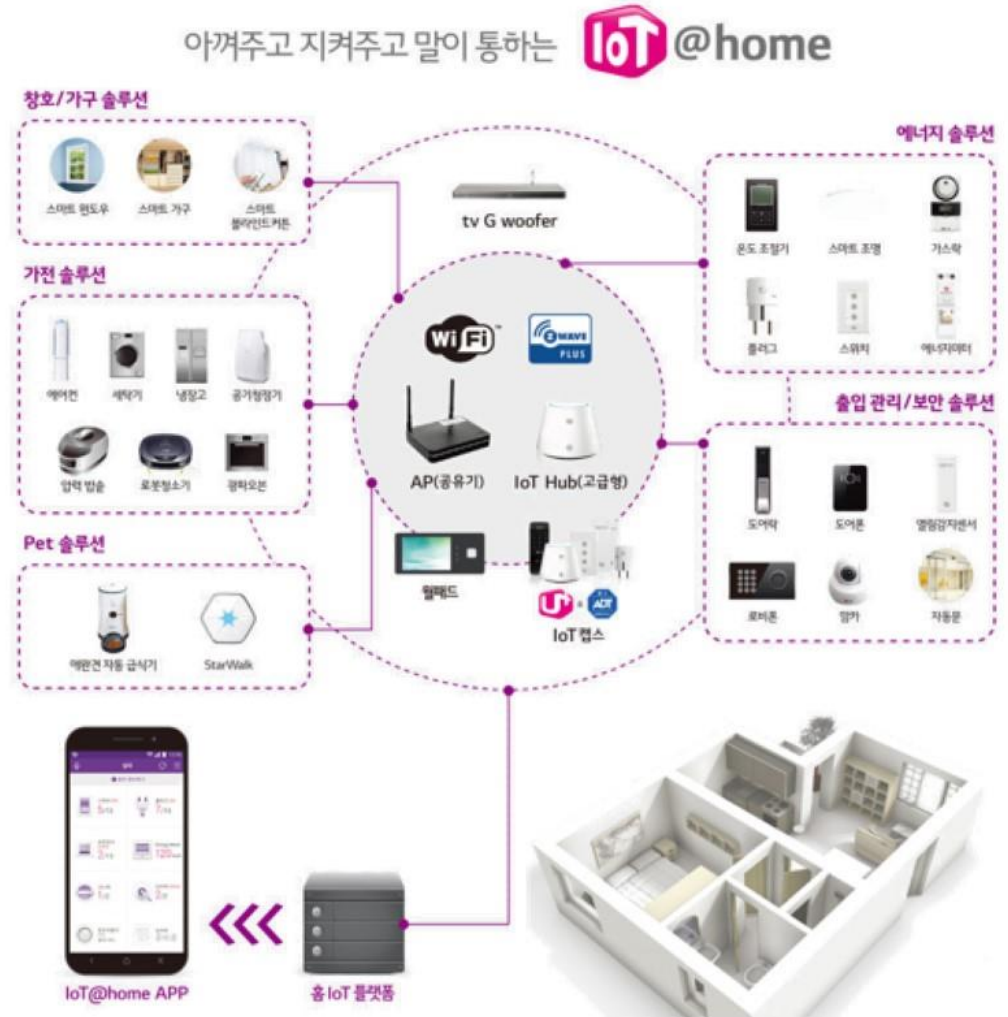 아껴주고 지켜주고 말이 통하는 IoT @home
창호/가구 솔루션
스마트 윈도우
스마트 가구
스마트
블라인드커튼
가전 솔루션
에어컨
세탁기
냉장고
공기청정기
압력 밥솥
로봇청소기
광파오븐
Pet 솔루션
애완견 자동 급식기
StarWalk
tv G woofer
WiFi
Z WAVE
PLUS
AP(공유기)
IoT Hub(고급형)
월패드
U+
ADT
IoT캡스
에너지 솔루션
온도 조절기
스마트 조명
가스락
플러그
스위치
에너지미터
출입 관리/보안 솔루션
도어락
도어폰
열림감지센서
로비폰
맘카
자동문
IoT@home APP
홈 IoT 플랫폼